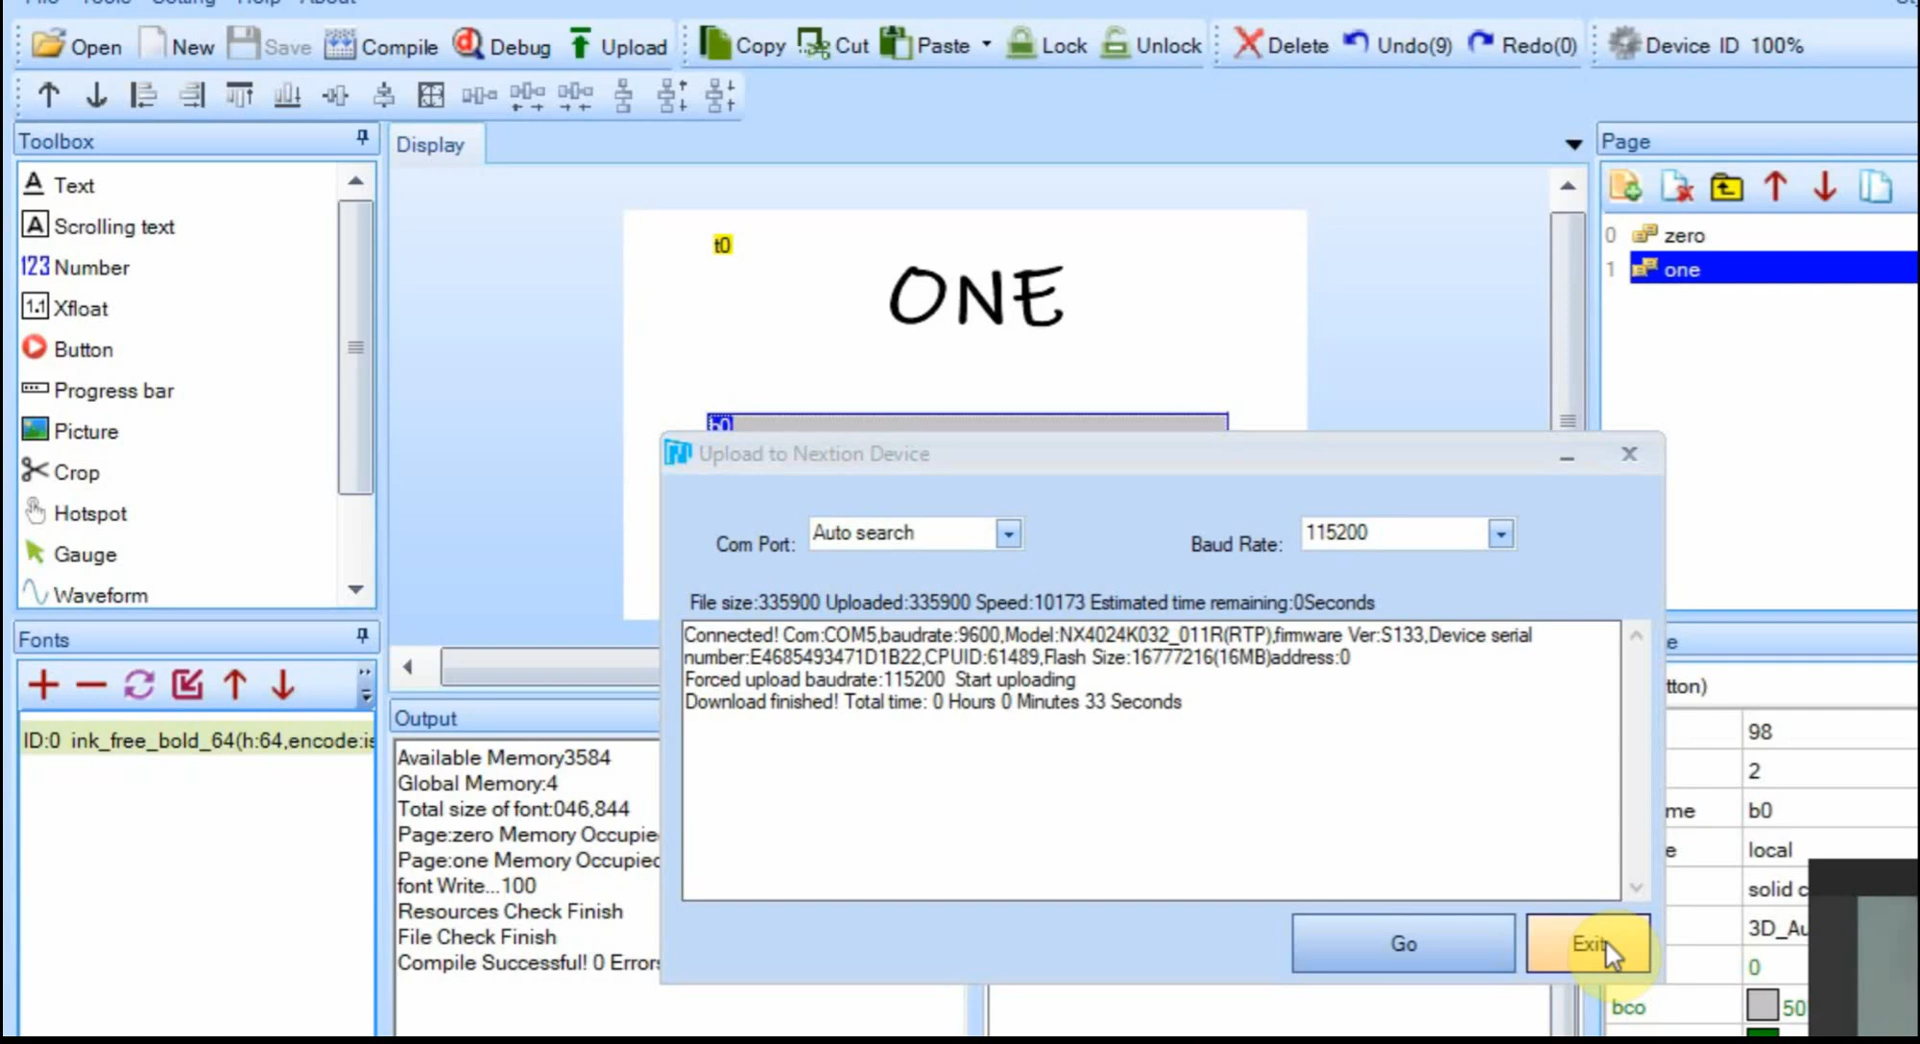 Open New Save Compile Debug Upload Copy Cut Paste Lock Unlock Delete Undo(9) Redo(0) Device ID 100%
Toolbox
Text
Scrolling text
Number
Xfloat
Button
Progress bar
Picture
Crop
Hotspot
Gauge
Waveform
Fonts
ID:0 ink_free_bold_64(h:64,encode:is
Display
t0
ONE
b0
Page
0 zero
1 one
Upload to Nextion Device
Com Port: Auto search Baud Rate: 115200
File size:335900 Uploaded:335900 Speed:10173 Estimated time remaining:0Seconds
Connected! Com:COM5,baudrate:9600,Model:NX4024K032_011R(RTP),firmware Ver:S133,Device serial
number:E4685493471D1B22,CPUID:61489,Flash Size:16777216(16MB)address:0
Forced upload baudrate:115200 Start uploading
Download finished! Total time: 0 Hours 0 Minutes 33 Seconds
Go Exit
Output
Available Memory3584
Global Memory:4
Total size of font:046,844
Page:zero Memory Occupie
Page:one Memory Occupied
font Write...100
Resources Check Finish
File Check Finish
Compile Successful! 0 Errors
tton)
98
2
me b0
e local
solid c
3D_Au
0
bco 50